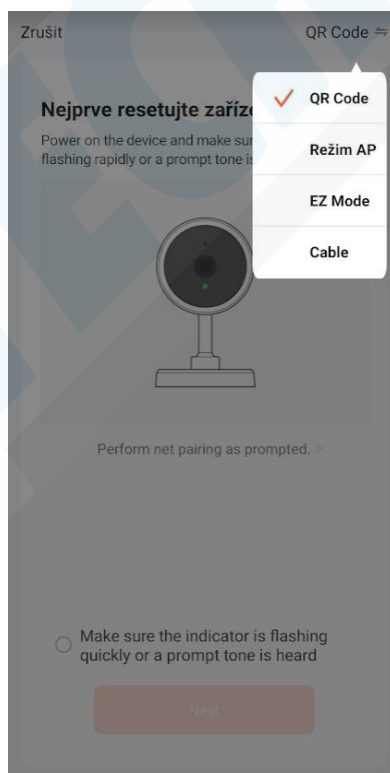 Zrušit
QR Code
QR Code
Režim AP
EZ Mode
Cable
Nejprve resetujte zaříz
Power on the device and make sur
flashing rapidly or a prompt tone is
Perform net pairing as prompted. >
Make sure the indicator is flashing
quickly or a prompt tone is heard
Next